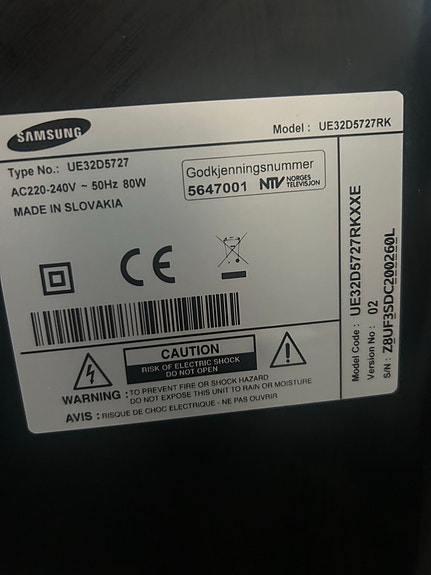 SAMSUNG
Model : UE32D5727RK
Type No.: UE32D5727
AC220-240V ~ 50Hz 80W
MADE IN SLOVAKIA
Godkjenningsnummer
5647001 NTV NORGES TELEVISJON
CE
CAUTION
RISK OF ELECTRIC SHOCK
DO NOT OPEN
WARNING : TO PREVENT FIRE OR SHOCK HAZARD
DO NOT EXPOSE THIS UNIT TO RAIN OR MOISTURE
AVIS : RISQUE DE CHOC ELECTRIQUE - NE PAS OUVRIR
Model Code : UE32D5727RKXXE
Version No : 02
S/N : Z8UF3SDC200260L